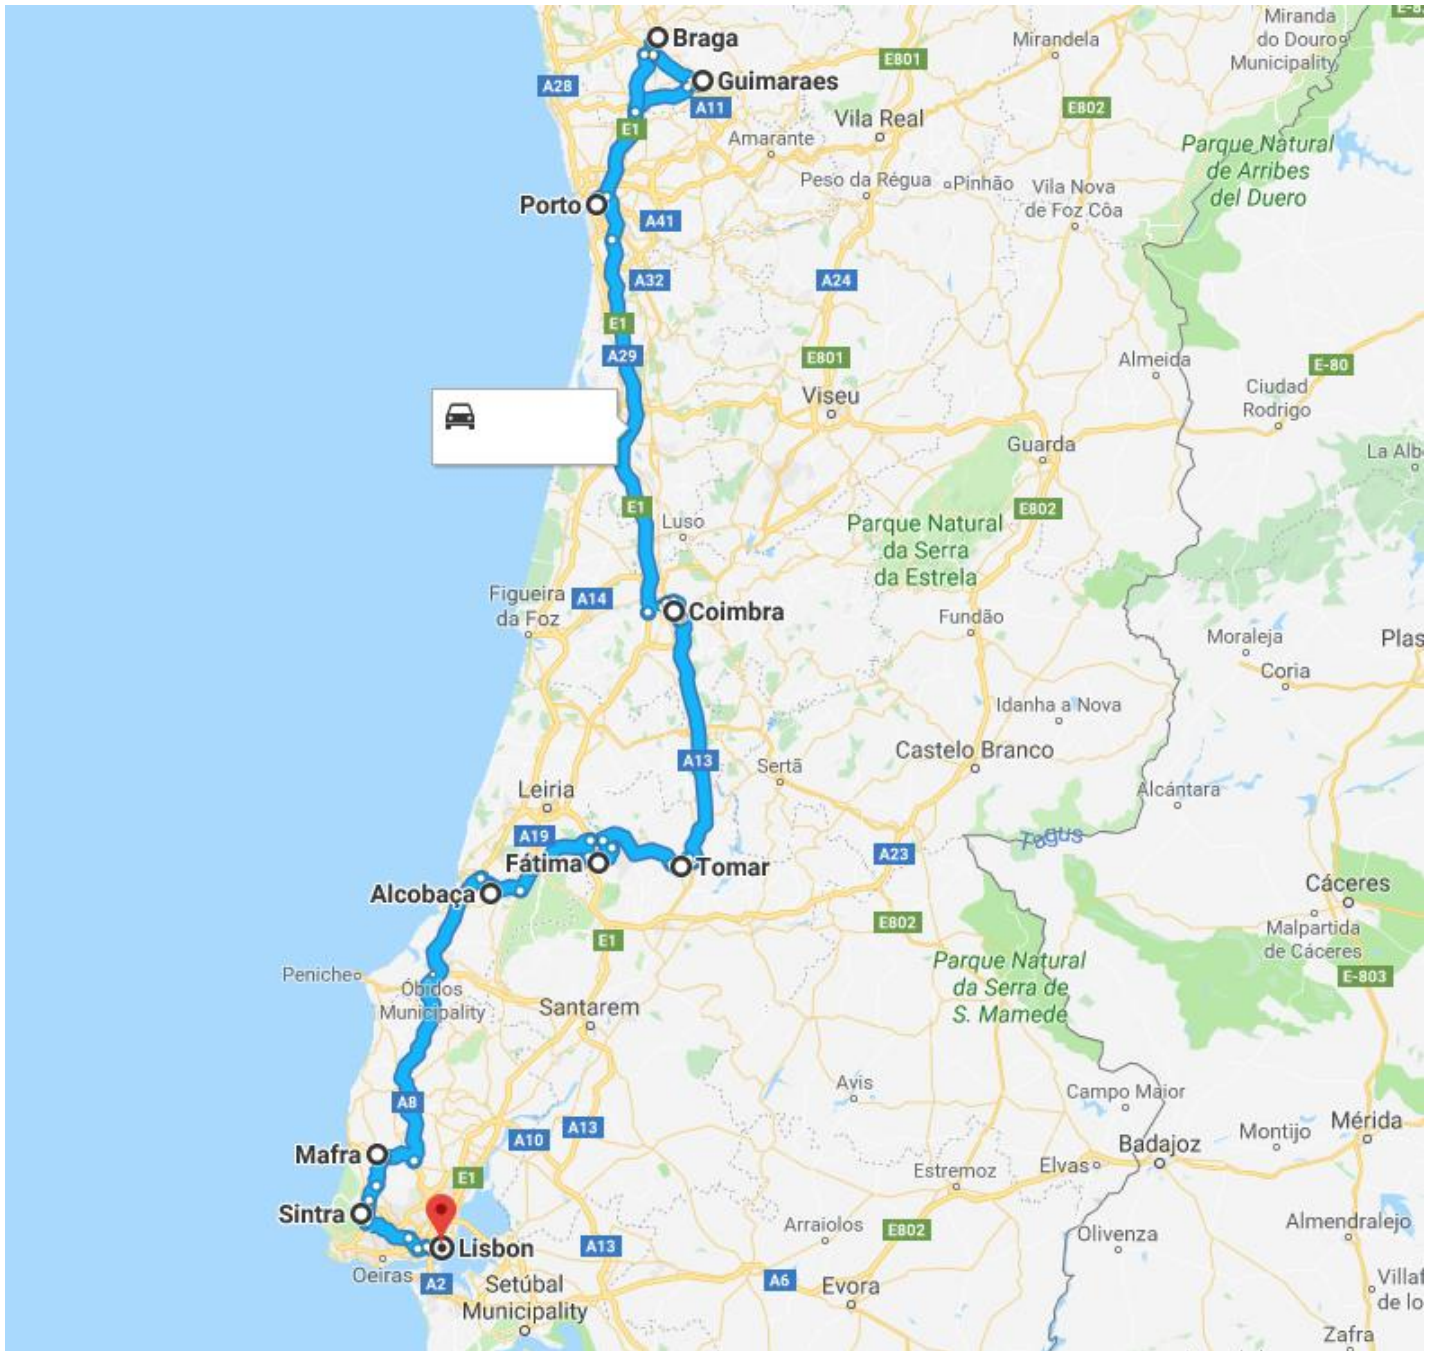 E-8
Miranda
do Douro
Municipality
Braga
Mirandela
E801
Guimaraes
A28
A11
E802
Vila Real
E1
Amarante
Parque Natural
de Arribes
del Duero
Peso da Régua
Pinhão
Vila Nova
de Foz Côa
Porto
A41
A32
A24
E1
A29
E801
Almeida
E-80
Ciudad
Rodrigo
Viseu
Guarda
La Alb
E1
Luso
E802
Parque Natural
da Serra
da Estrela
Figueira
da Foz
A14
Coimbra
Fundão
Moraleja
Plas
Coria
Idanha a Nova
A13
Sertã
Castelo Branco
Leiria
Alcántara
A19
Tagus
Fátima
Tomar
A23
Alcobaça
Cáceres
E802
Malpartida
de Cáceres
E1
Parque Natural
da Serra de
S. Mamede
E-803
Peniche
Óbidos
Municipality
Santarem
Avis
Campo Maior
A8
A10
A13
Mérida
Montijo
Badajoz
Mafra
E1
Estremoz
Elvas
Sintra
Arraiolos
E802
Olivenza
Almendralejo
Lisbon
A13
Oeiras
A2
Setúbal
Municipality
A6
Evora
Villaf
de lo
Zafra